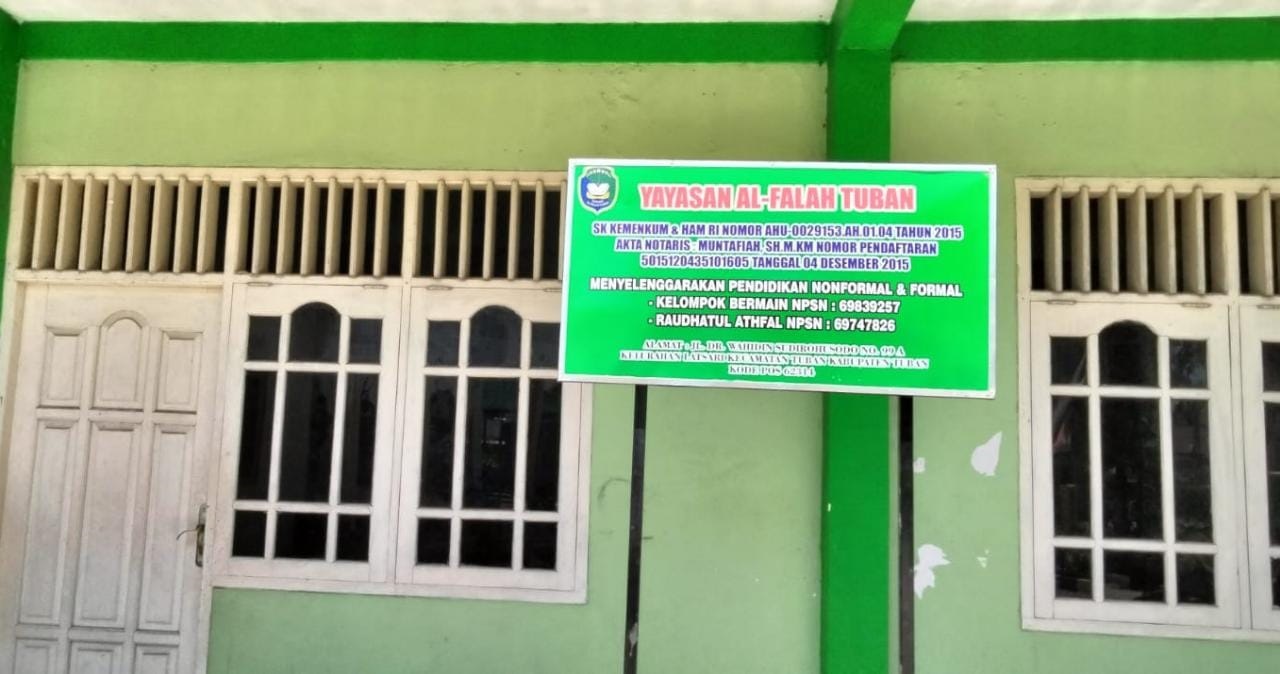 YAYASAN AL-FALAH TUBAN
SK KEMENKUM & HAM RI NOMOR AHU-0029153.AH.01.04 TAHUN 2015
AKTA NOTARIS : MUNTAFIAH, SH.M.KM NOMOR PENDAFTARAN
5015120435101605 TANGGAL 04 DESEMBER 2015
MENYELENGGARAKAN PENDIDIKAN NONFORMAL & FORMAL
- KELOMPOK BERMAIN NPSN : 69839257
- RAUDHATUL ATHFAL NPSN : 69747826
ALAMAT : JL. DR. WAHIDIN SUDIROHUSODO NO. 99 A
KELURAHAN LATSARI KECAMATAN TUBAN KABUPATEN TUBAN
KODE POS 62314